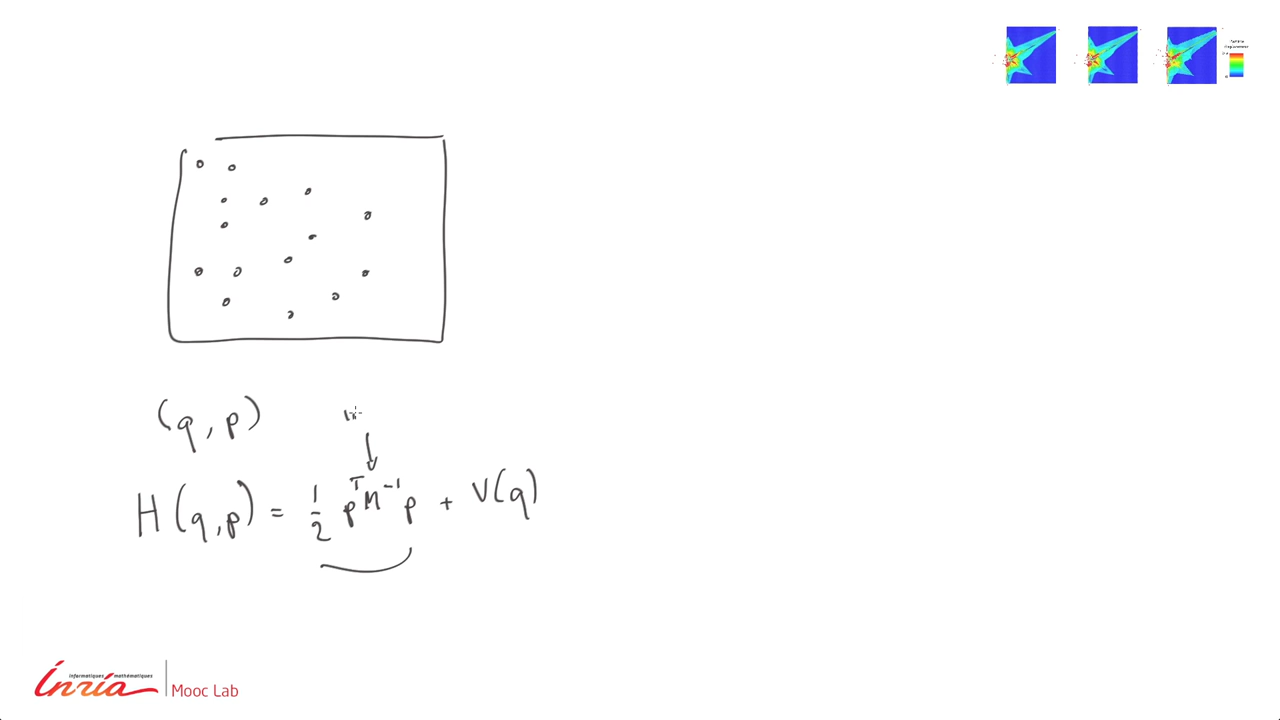 (q, p)
H(q,p) = 1/2 pᵀM⁻¹p + V(q)
informatiques mathématiques
Inria
Mooc Lab